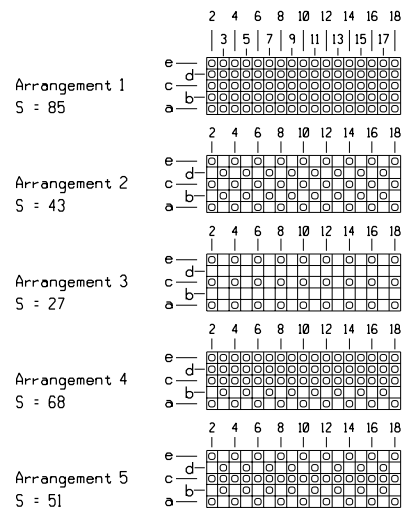 2 4 6 8 10 12 14 16 18
3 5 7 9 11 13 15 17
e
d
Arrangement 1
c
b
S = 85
a
2 4 6 8 10 12 14 16 18
e
d
Arrangement 2
c
b
S = 43
a
2 4 6 8 10 12 14 16 18
e
d
Arrangement 3
c
b
S = 27
a
2 4 6 8 10 12 14 16 18
e
d
Arrangement 4
c
b
S = 68
a
2 4 6 8 10 12 14 16 18
e
d
Arrangement 5
c
b
S = 51
a